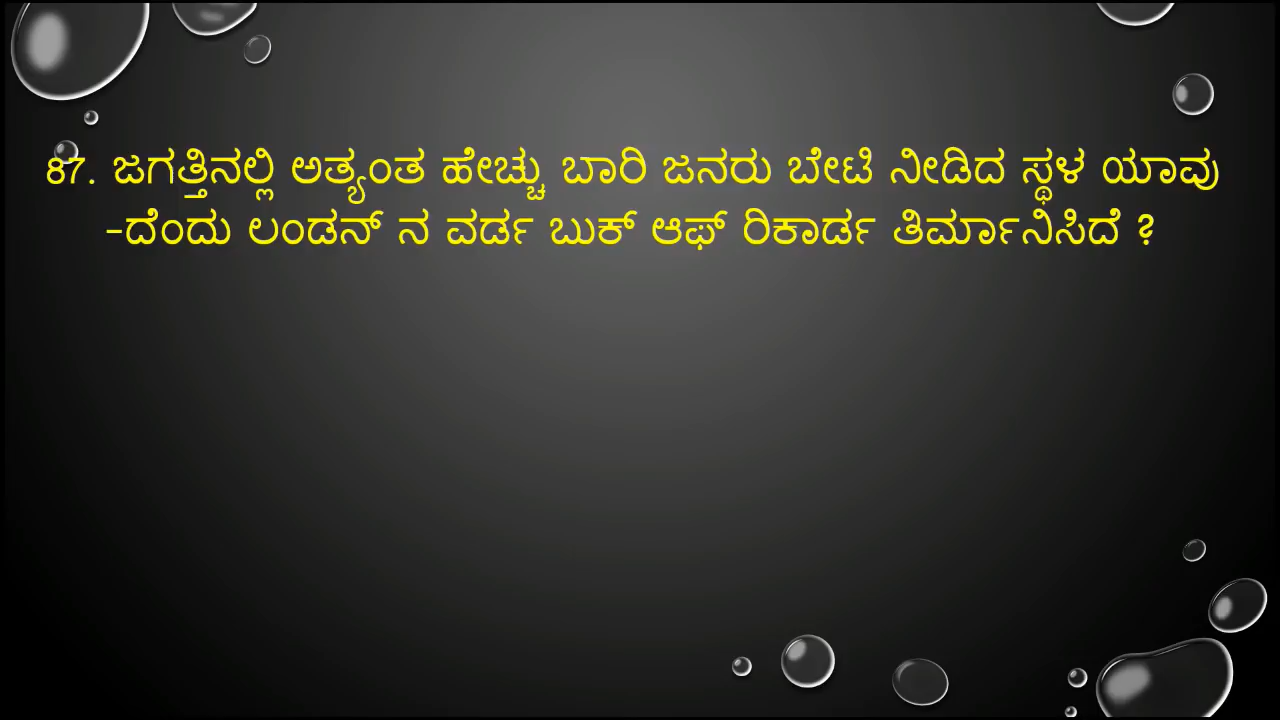 87. ಜಗತ್ತಿನಲ್ಲಿ ಅತ್ಯಂತ ಹೇಚ್ಚು ಬಾರಿ ಜನರು ಬೇಟಿ ನೀಡಿದ ಸ್ಥಳ ಯಾವು
-ದೆಂದು ಲಂಡನ್ ನ ವರ್ಡ ಬುಕ್ ಆಫ್ ರಿಕಾರ್ಡ ತಿರ್ಮಾನಿಸಿದೆ ?